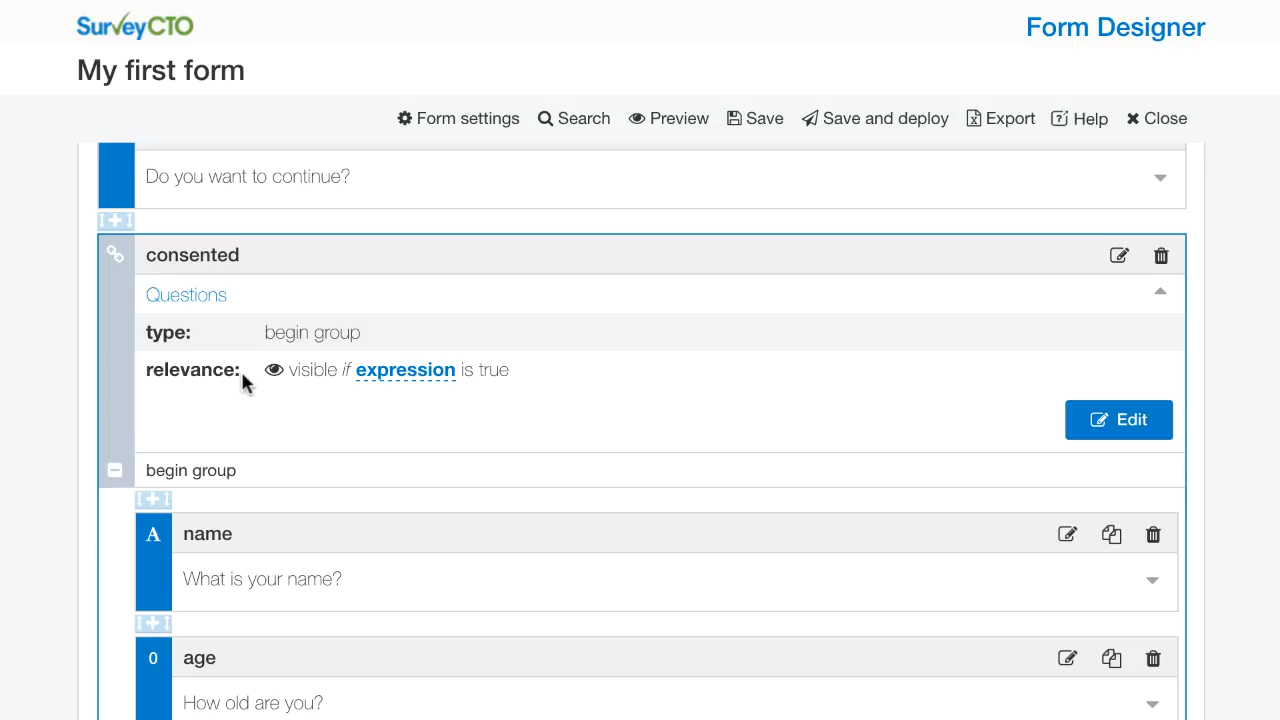 SurveyCTO
Form Designer
My first form
Form settings Search Preview Save Save and deploy Export Help Close
Do you want to continue?
consented
Questions
type: begin group
relevance: visible if expression is true
Edit
begin group
A name
What is your name?
0 age
How old are you?